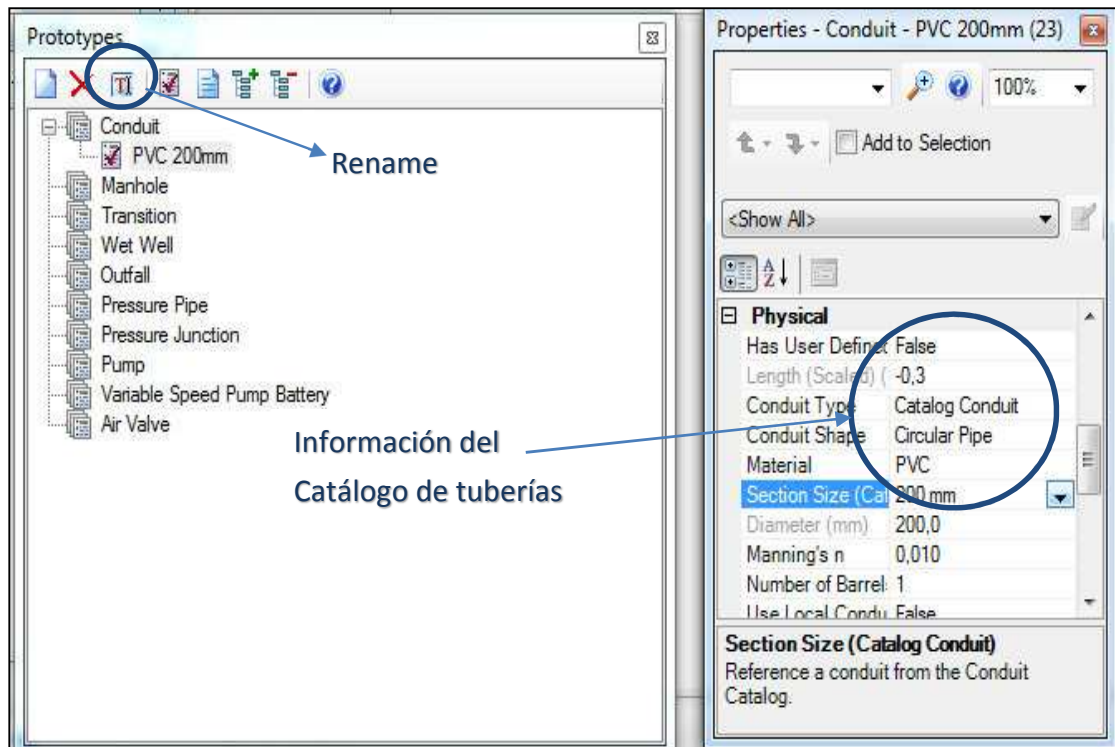 Prototypes
Conduit
PVC 200mm
Rename
Manhole
Transition
Wet Well
Outfall
Pressure Pipe
Pressure Junction
Pump
Variable Speed Pump Battery
Air Valve
Información del
Catálogo de tuberías
Properties - Conduit - PVC 200mm (23)
100%
Add to Selection
<Show All>
Physical
Has User Define False
Length (Scaled) ( -0,3
Conduit Type Catalog Conduit
Conduit Shape Circular Pipe
Material PVC
Section Size (Cat 200 mm
Diameter (mm) 200,0
Manning's n 0,010
Number of Barrel 1
Use Local Condu False
Section Size (Catalog Conduit)
Reference a conduit from the Conduit
Catalog.